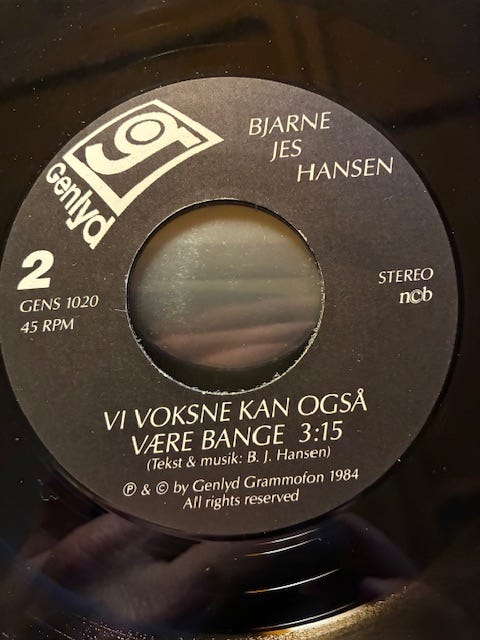 Genlyd
BJARNE
JES
HANSEN
2
GENS 1020
45 RPM
STEREO
n©b
VI VOKSNE KAN OGSÅ
VÆRE BANGE 3:15
(Tekst & musik: B. J. Hansen)
℗ & © by Genlyd Grammofon 1984
All rights reserved